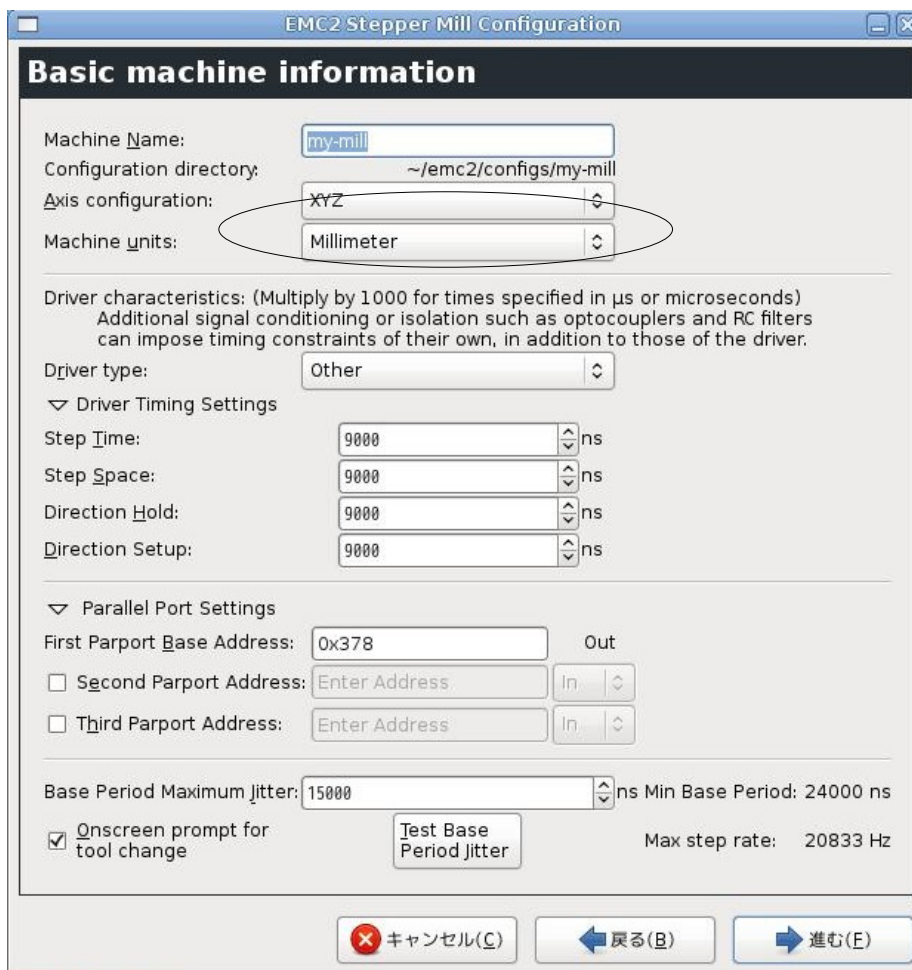 EMC2 Stepper Mill Configuration
Basic machine information
Machine Name: my-mill
Configuration directory: ~/emc2/configs/my-mill
Axis configuration: XYZ
Machine units: Millimeter
Driver characteristics: (Multiply by 1000 for times specified in µs or microseconds)
Additional signal conditioning or isolation such as optocouplers and RC filters
can impose timing constraints of their own, in addition to those of the driver.
Driver type: Other
Driver Timing Settings
Step Time: 9000 ns
Step Space: 9000 ns
Direction Hold: 9000 ns
Direction Setup: 9000 ns
Parallel Port Settings
First Parport Base Address: 0x378 Out
Second Parport Address: Enter Address In
Third Parport Address: Enter Address In
Base Period Maximum Jitter: 15000 ns Min Base Period: 24000 ns
Onscreen prompt for
tool change
Test Base
Period Jitter
Max step rate: 20833 Hz
キャンセル(C) 戻る(B) 進む(F)